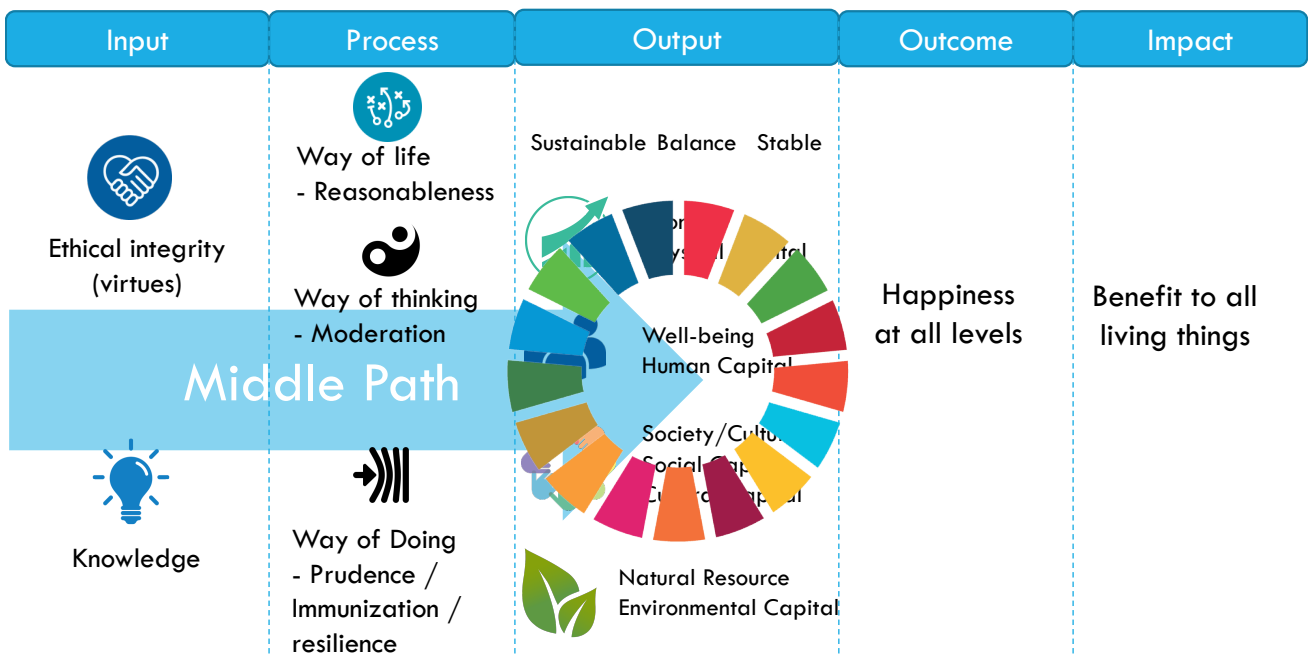 Input
Process
Output
Outcome
Impact
Ethical integrity
(virtues)
Knowledge
Way of life
- Reasonableness
Way of thinking
- Moderation
Middle Path
Way of Doing
- Prudence /
Immunization /
resilience
Sustainable Balance Stable
Well-being
Human Capital
Society/
Social
Natural Resource
Environmental Capital
Happiness
at all levels
Benefit to all
living things